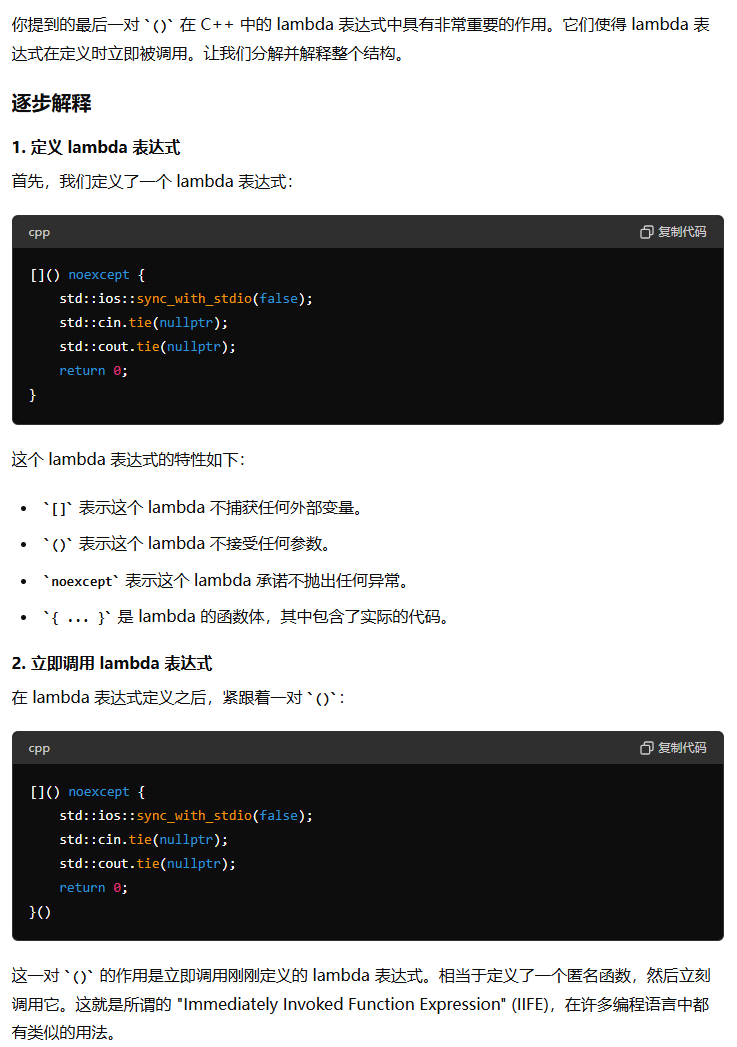 你提到的最后一对 `()` 在 C++ 中的 lambda 表达式中具有非常重要的作用。它们使得 lambda 表
达式在定义时立即被调用。让我们分解并解释整个结构。
逐步解释
1. 定义 lambda 表达式
首先，我们定义了一个 lambda 表达式：
cpp 复制代码
[]() noexcept {
    std::ios::sync_with_stdio(false);
    std::cin.tie(nullptr);
    std::cout.tie(nullptr);
    return 0;
}
这个 lambda 表达式的特性如下：
• `[]` 表示这个 lambda 不捕获任何外部变量。
• `()` 表示这个 lambda 不接受任何参数。
• `noexcept` 表示这个 lambda 承诺不抛出任何异常。
• `{ ... }` 是 lambda 的函数体，其中包含了实际的代码。
2. 立即调用 lambda 表达式
在 lambda 表达式定义之后，紧跟着一对 `()`：
cpp 复制代码
[]() noexcept {
    std::ios::sync_with_stdio(false);
    std::cin.tie(nullptr);
    std::cout.tie(nullptr);
    return 0;
}()
这一对 `()` 的作用是立即调用刚刚定义的 lambda 表达式。相当于定义了一个匿名函数，然后立刻
调用它。这就是所谓的 "Immediately Invoked Function Expression" (IIFE)，在许多编程语言中都
有类似的用法。